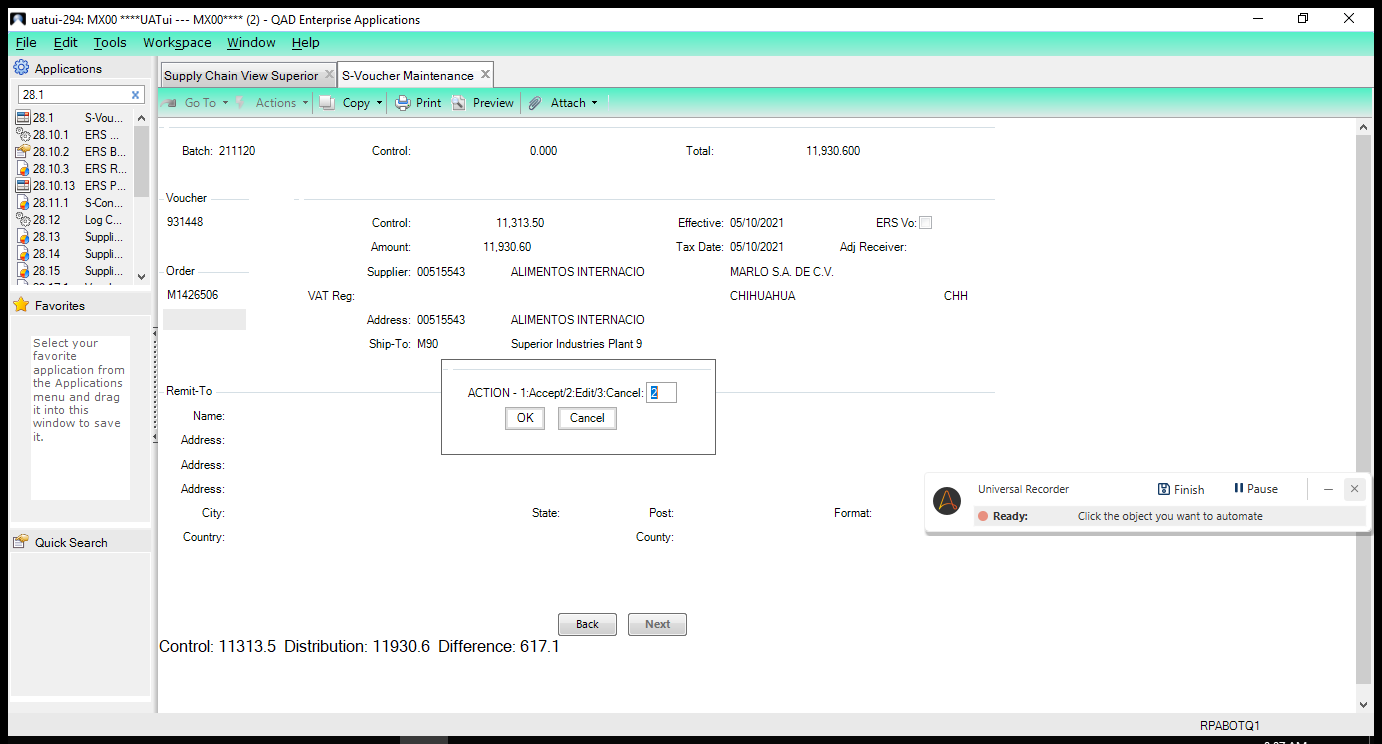 uatui-294: MX00 ****UATui --- MX00**** (2) - QAD Enterprise Applications
File Edit Tools Workspace Window Help
Applications
28.1
28.1 S-Vou...
28.10.1 ERS ...
28.10.2 ERS B...
28.10.3 ERS R...
28.10.13 ERS P...
28.11.1 S-Con...
28.12 Log C...
28.13 Suppli...
28.14 Suppli...
28.15 Suppli...
Favorites
Select your
favorite
application from
the Applications
menu and drag
it into this
window to save
it.
Quick Search
Supply Chain View Superior S-Voucher Maintenance
Go To Actions Copy Print Preview Attach
Batch: 211120 Control: 0.000 Total: 11,930.600
Voucher
931448 Control: 11,313.50 Effective: 05/10/2021 ERS Vo:
Amount: 11,930.60 Tax Date: 05/10/2021 Adj Receiver:
Order Supplier: 00515543 ALIMENTOS INTERNACIO MARLO S.A. DE C.V.
M1426506 VAT Reg: CHIHUAHUA CHH
Address: 00515543 ALIMENTOS INTERNACIO
Ship-To: M90 Superior Industries Plant 9
ACTION - 1:Accept/2:Edit/3:Cancel: 2
OK Cancel
Remit-To
Name:
Address:
Address:
Address:
City: State: Post: Format:
Country: County:
Universal Recorder Finish Pause
Ready: Click the object you want to automate
Back Next
Control: 11313.5 Distribution: 11930.6 Difference: 617.1
RPABOTQ1